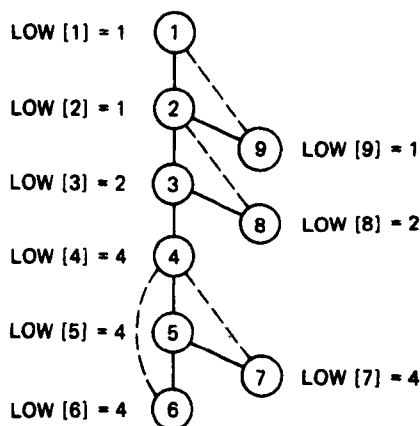 LOW [1] = 1 1
LOW [2] = 1 2
9 LOW [9] = 1
LOW [3] = 2 3
8 LOW [8] = 2
LOW [4] = 4 4
LOW [5] = 4 5
7 LOW [7] = 4
LOW [6] = 4 6